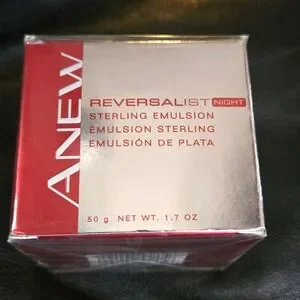 ANEW
REVERSALIST NIGHT
STERLING EMULSION
ÉMULSION STERLING
EMULSIÓN DE PLATA
50 g NET WT. 1.7 OZ